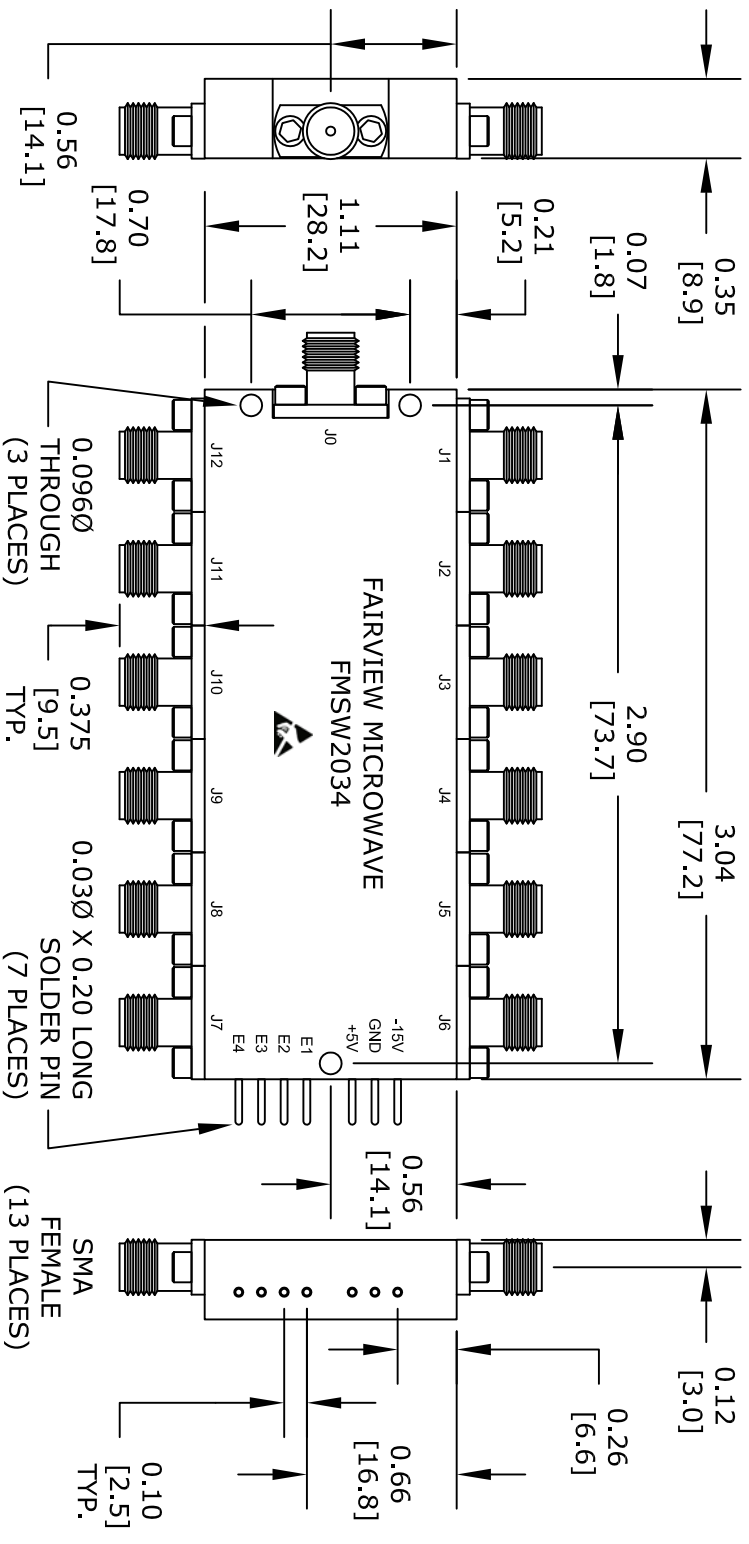 0.35
[8.9]
0.07
[1.8]
0.21
[5.2]
1.11
[28.2]
0.70
[17.8]
0.56
[14.1]
3.04
[77.2]
2.90
[73.7]
J1
J2
J3
J4
J5
J6
J0
FAIRVIEW MICROWAVE
FMSW2034
-15V
GND
+5V
E1
E2
E3
E4
J12
J11
J10
J9
J8
J7
0.096Ø
THROUGH
(3 PLACES)
0.375
[9.5]
TYP.
0.03Ø X 0.20 LONG
SOLDER PIN
(7 PLACES)
0.56
[14.1]
SMA
FEMALE
(13 PLACES)
0.12
[3.0]
0.26
[6.6]
0.66
[16.8]
0.10
[2.5]
TYP.